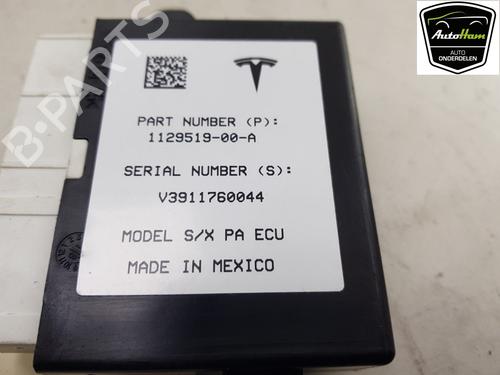 AutoHam
AUTO
ONDERDELEN
B-PARTS
PART NUMBER (P):
1129519-00-A
SERIAL NUMBER (S):
V3911760044
MODEL S/X PA ECU
MADE IN MEXICO